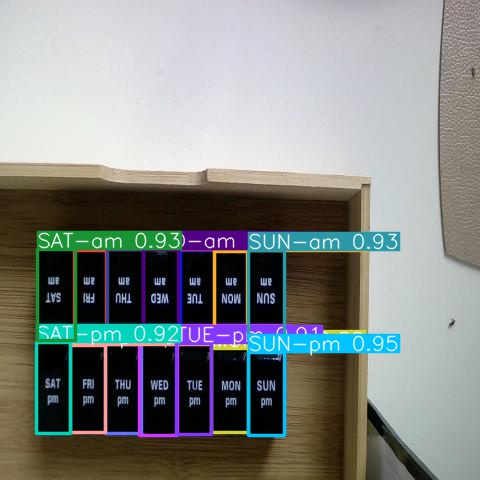 SAT-am 0.93
-am
SUN-am 0.93
SAT am
FRI am
THU am
WED am
TUE am
MON am
SUN am
SAT-pm 0.92
TUE-pm 0.91
SUN-pm 0.95
SAT pm
FRI pm
THU pm
WED pm
TUE pm
MON pm
SUN pm